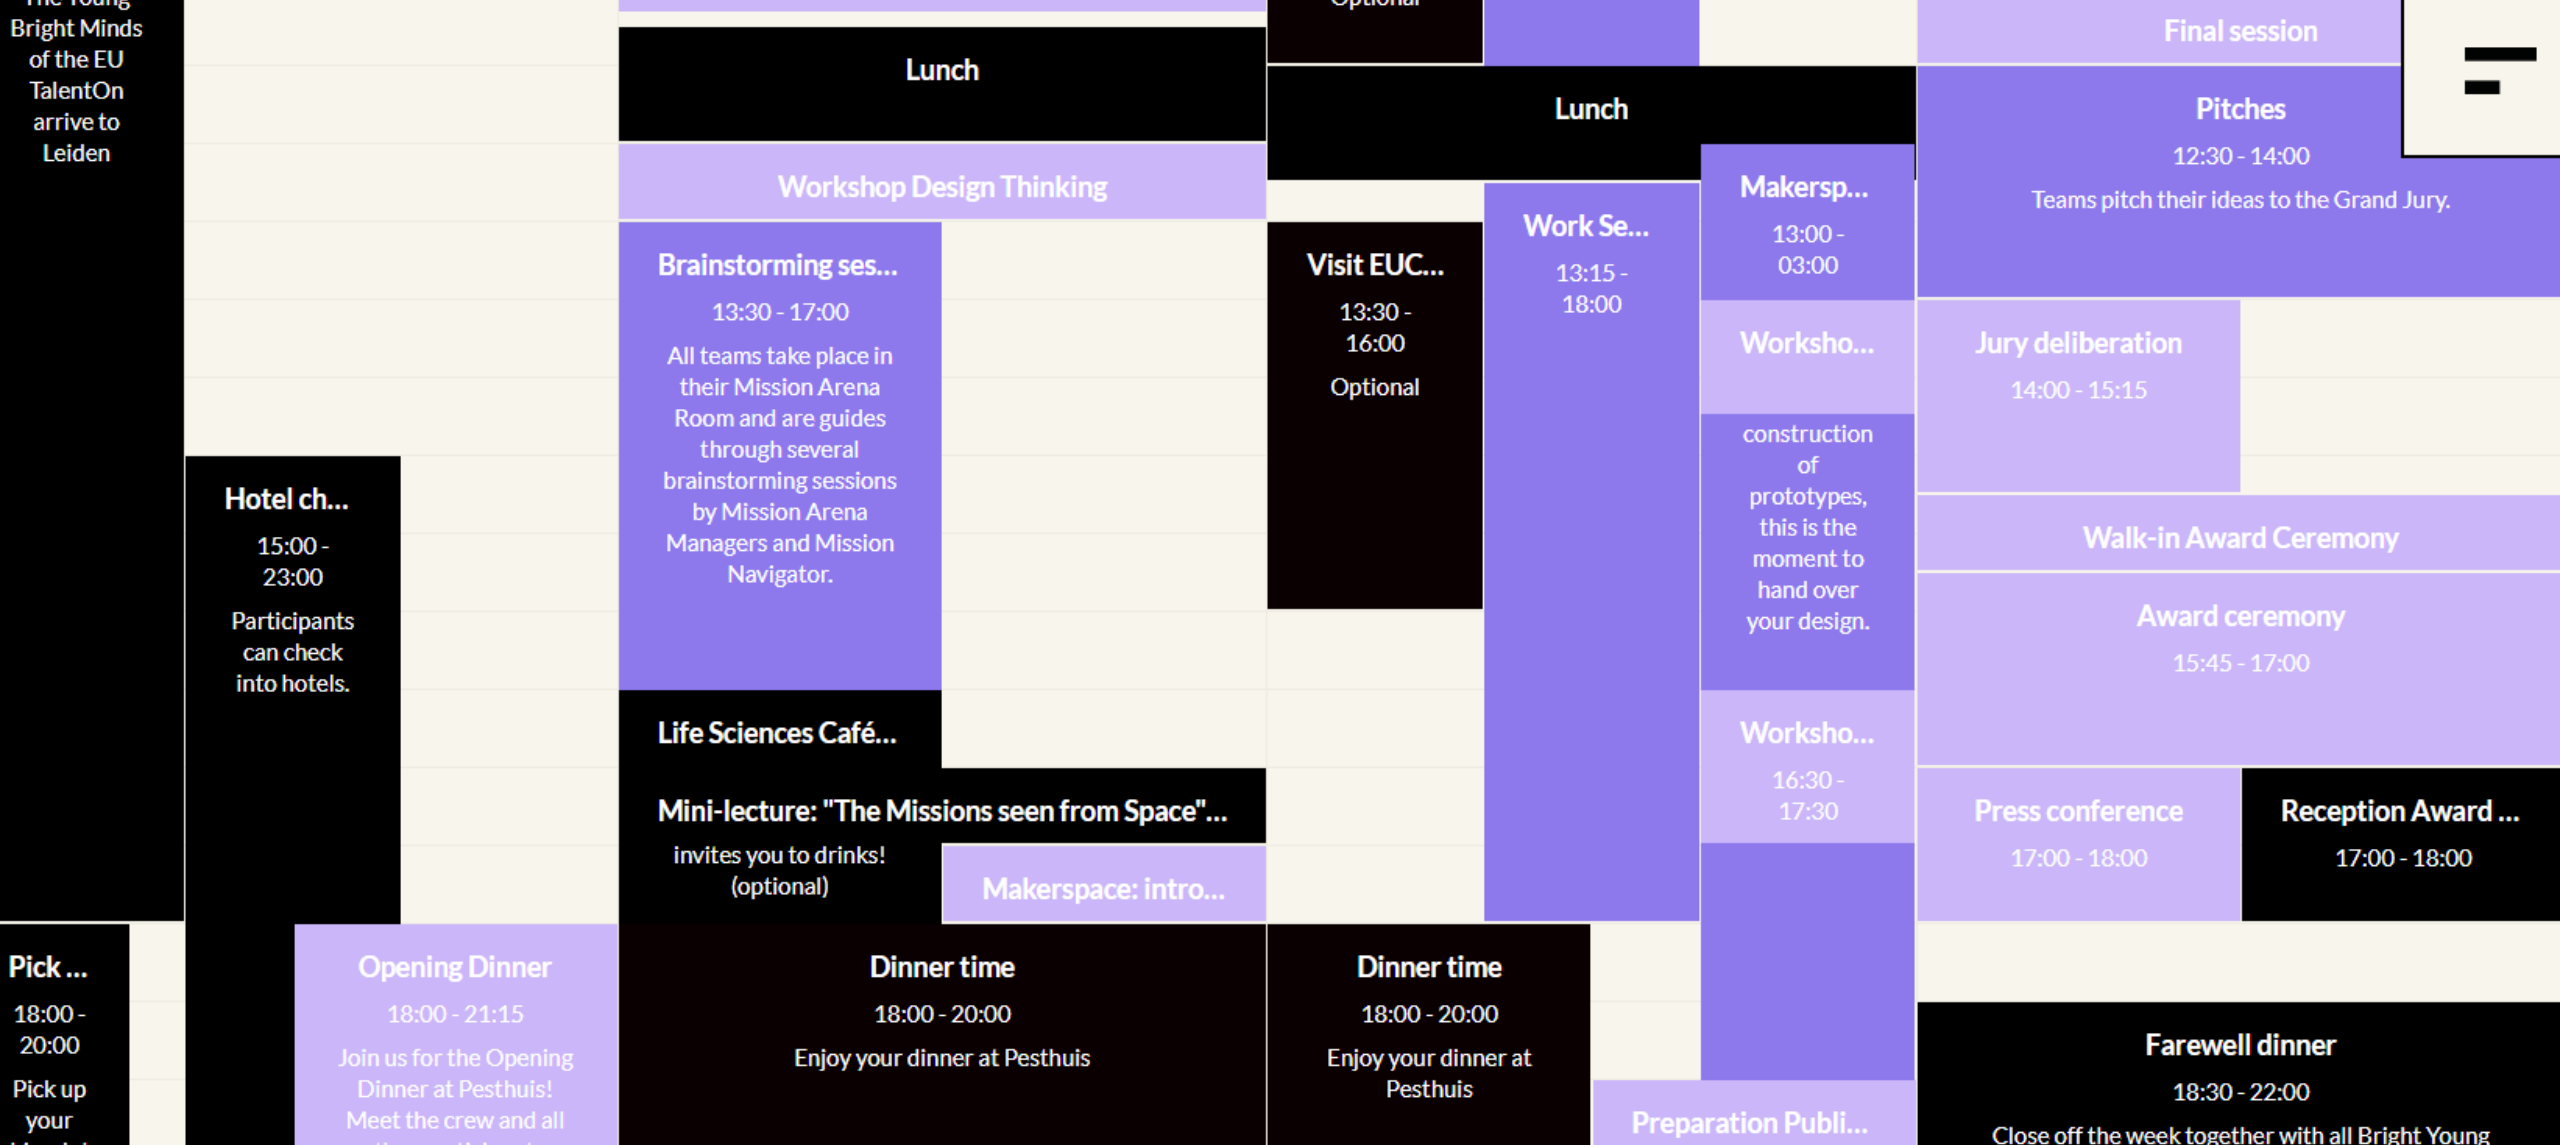 The Young
Bright Minds
of the EU
TalentOn
arrive to
Leiden
Pick ...
18:00 -
20:00
Pick up
your
Hotel ch...
15:00 -
23:00
Participants
can check
into hotels.
Opening Dinner
18:00 - 21:15
Join us for the Opening
Dinner at Pesthuis!
Meet the crew and all
Lunch
Workshop Design Thinking
Brainstorming ses...
13:30 - 17:00
All teams take place in
their Mission Arena
Room and are guides
through several
brainstorming sessions
by Mission Arena
Managers and Mission
Navigator.
Life Sciences Café...
Mini-lecture: "The Missions seen from Space"...
invites you to drinks!
(optional)
Makerspace: intro...
Dinner time
18:00 - 20:00
Enjoy your dinner at Pesthuis
Optional
Lunch
Visit EUC...
13:30 -
16:00
Optional
Work Se...
13:15 -
18:00
Makersp...
13:00 -
03:00
Worksho...
construction
of
prototypes,
this is the
moment to
hand over
your design.
Worksho...
16:30 -
17:30
Dinner time
18:00 - 20:00
Enjoy your dinner at
Pesthuis
Preparation Publi...
Final session
Pitches
12:30 - 14:00
Teams pitch their ideas to the Grand Jury.
Jury deliberation
14:00 - 15:15
Walk-in Award Ceremony
Award ceremony
15:45 - 17:00
Press conference
17:00 - 18:00
Reception Award ...
17:00 - 18:00
Farewell dinner
18:30 - 22:00
Close off the week together with all Bright Young